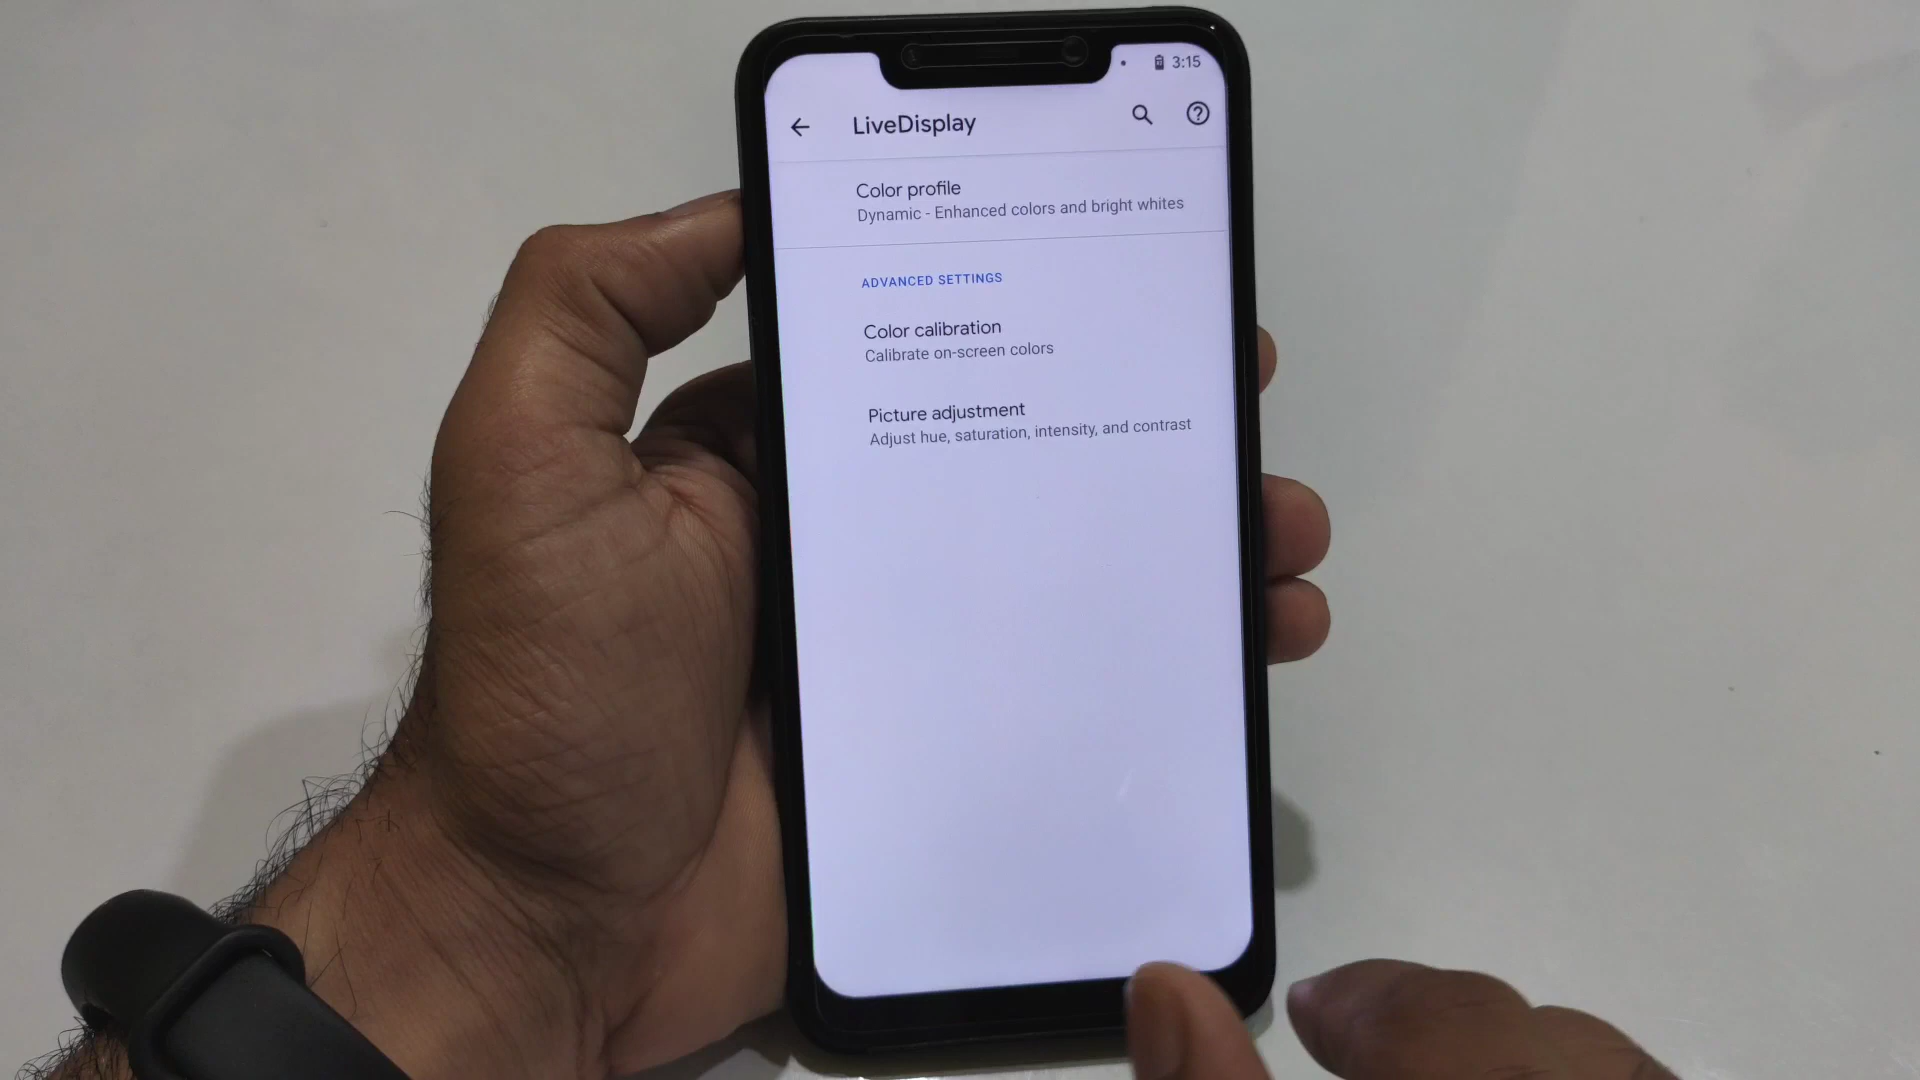 3:15
LiveDisplay
Color profile
Dynamic - Enhanced colors and bright whites
ADVANCED SETTINGS
Color calibration
Calibrate on-screen colors
Picture adjustment
Adjust hue, saturation, intensity, and contrast